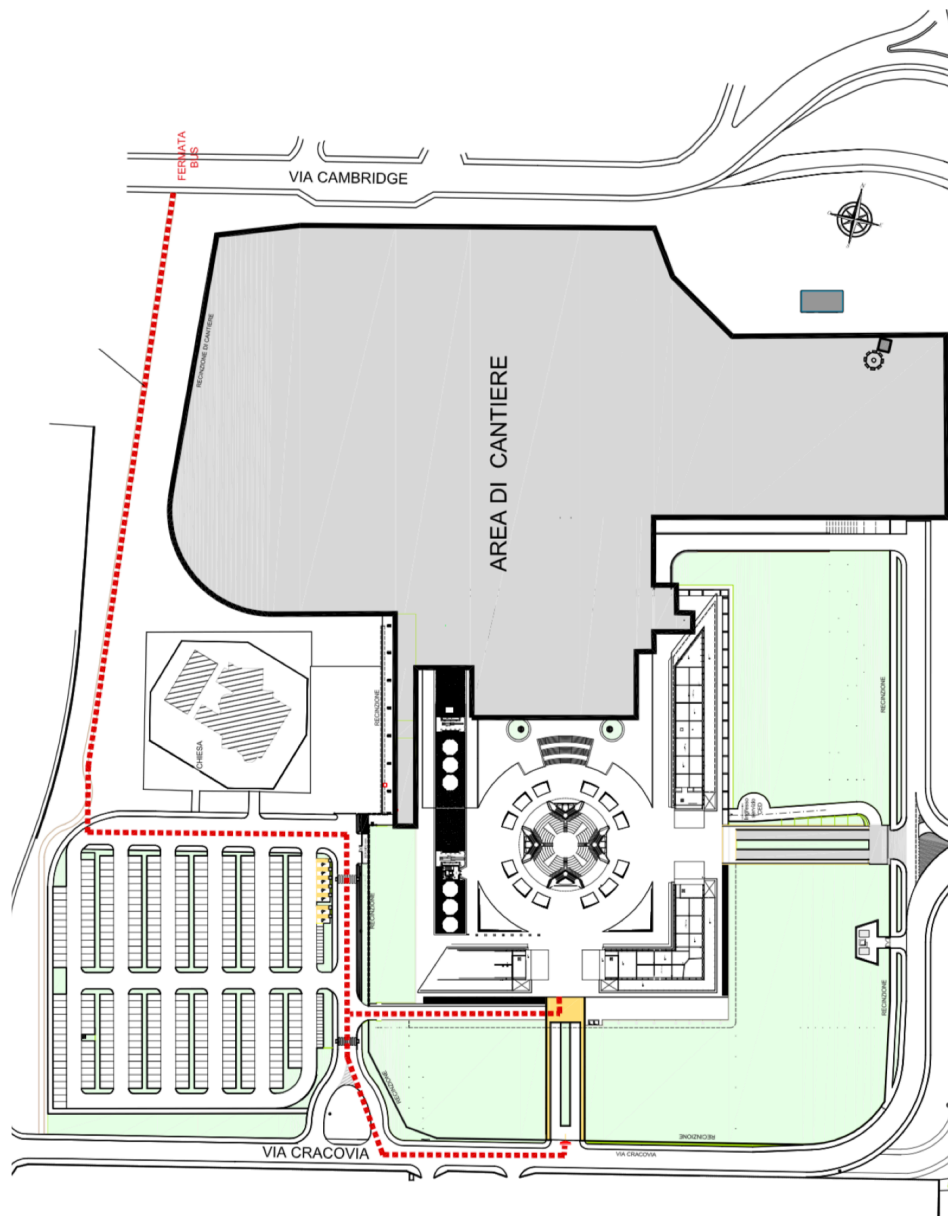 FERMATA
BUS
VIA CAMBRIDGE
RECINZIONE DI CANTIERE
AREA DI CANTIERE
RECINZIONE
CHIESA
RECINZIONE
RECINZIONE
RECINZIONE
RECINZIONE
RECINZIONE
VIA CRACOVIA
VIA CRACOVIA